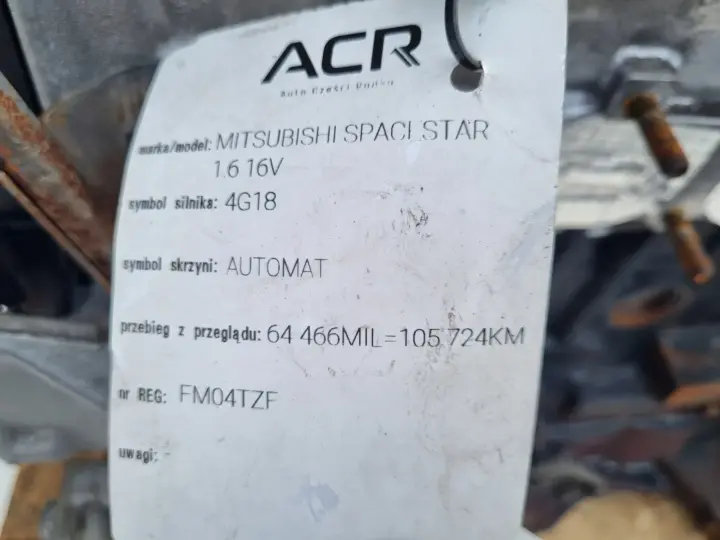 ACR
Auto Części Radka
marka/model: MITSUBISHI SPACE STAR
1.6 16V
symbol silnika: 4G18
symbol skrzyni: AUTOMAT
przebieg z przeglądu: 64 466MIL=105 724KM
nr REG: FM04TZF
uwagi: -